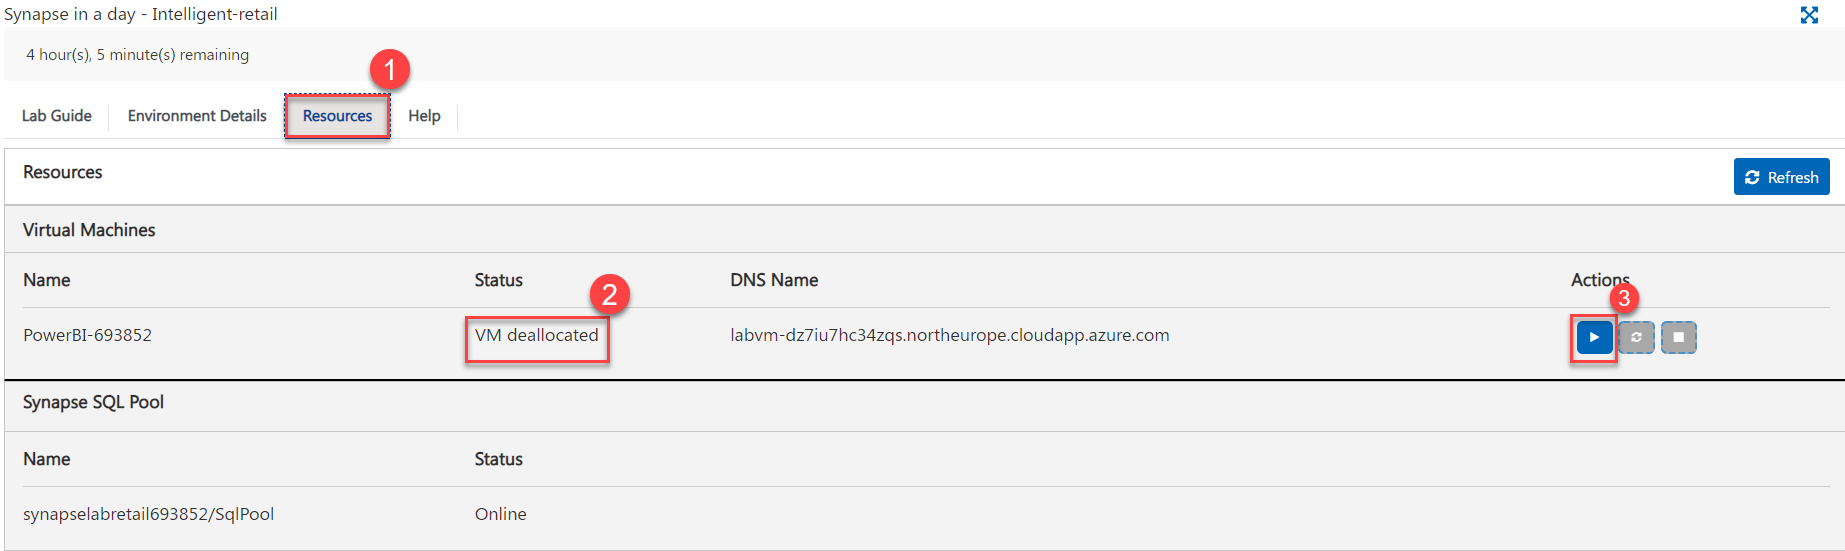 Synapse in a day - Intelligent-retail
4 hour(s), 5 minute(s) remaining
1
Lab Guide Environment Details Resources Help
Resources Refresh
Virtual Machines
Name Status DNS Name Actions
2 3
PowerBI-693852 VM deallocated labvm-dz7iu7hc34zqs.northeurope.cloudapp.azure.com
Synapse SQL Pool
Name Status
synapselabretail693852/SqlPool Online